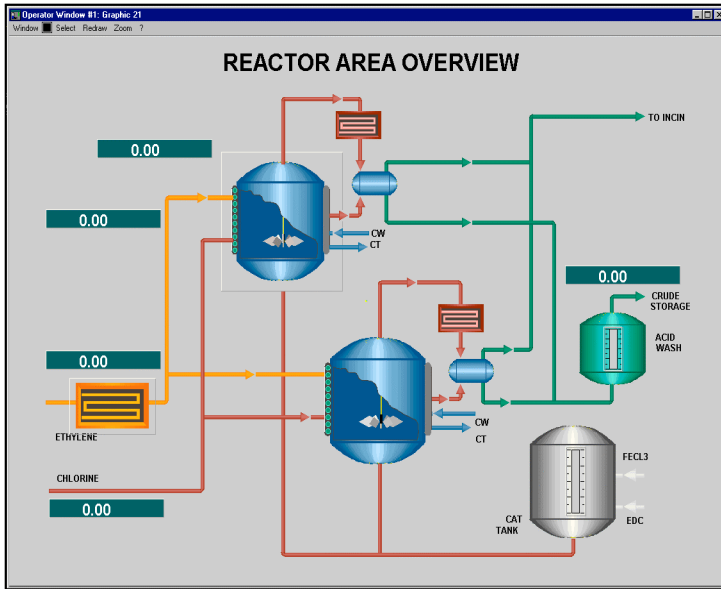 Operator Window #1: Graphic 21
Window Select Redraw Zoom ?
REACTOR AREA OVERVIEW
TO INCIN
0.00
0.00
CW
CT
0.00
CRUDE
STORAGE
ACID
WASH
0.00
ETHYLENE
CW
CT
CHLORINE
0.00
FECL3
CAT
TANK
EDC